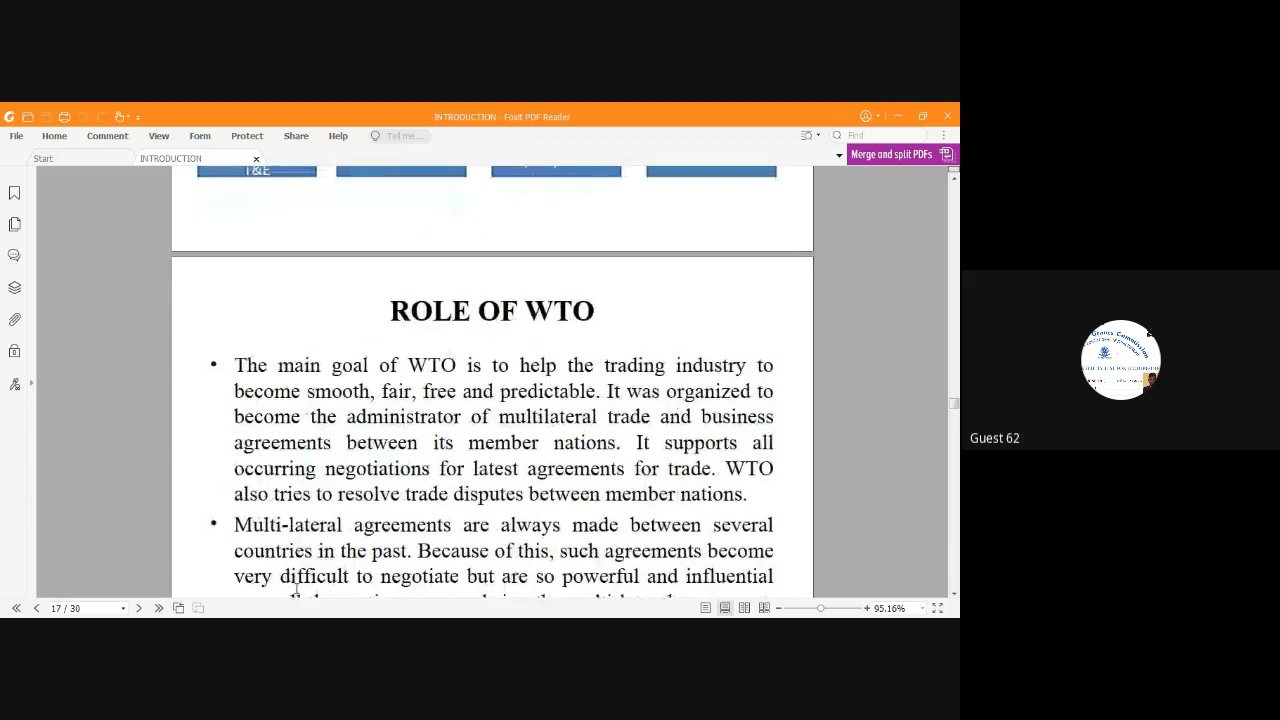 INTRODUCTION - Foxit PDF Reader
File Home Comment View Form Protect Share Help Tell me... Find
Start INTRODUCTION Merge and split PDFs
T&E
ROLE OF WTO
• The main goal of WTO is to help the trading industry to
become smooth, fair, free and predictable. It was organized to
become the administrator of multilateral trade and business
agreements between its member nations. It supports all
occurring negotiations for latest agreements for trade. WTO
also tries to resolve trade disputes between member nations.
• Multi-lateral agreements are always made between several
countries in the past. Because of this, such agreements become
very difficult to negotiate but are so powerful and influential
17 / 30 95.16%
Grants Commission
Guest 62